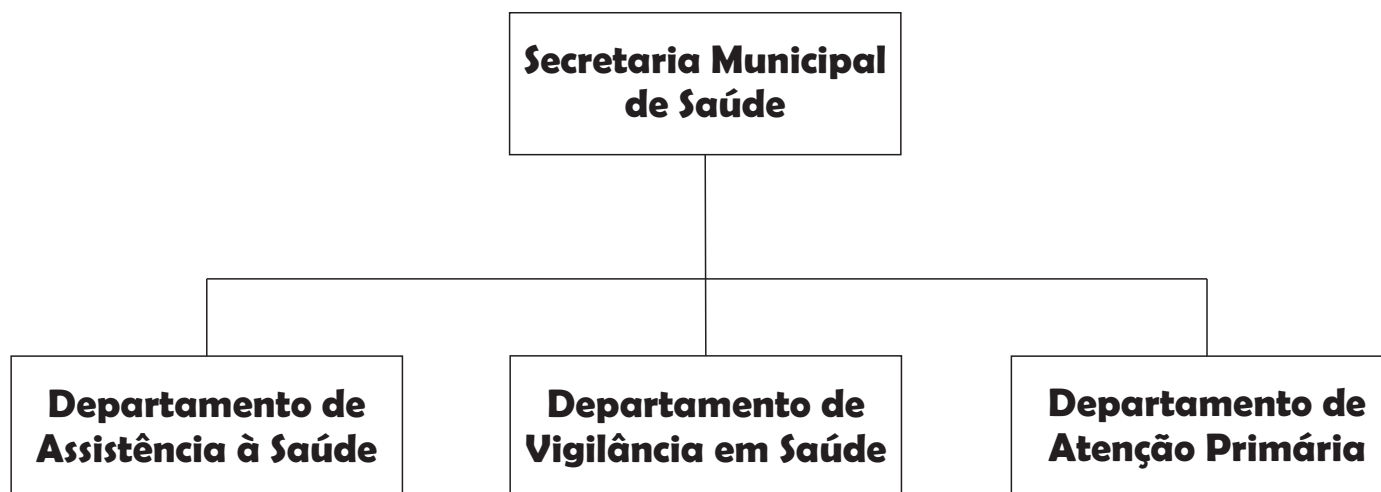 Secretaria Municipal
de Saúde
Departamento de
Assistência à Saúde
Departamento de
Vigilância em Saúde
Departamento de
Atenção Primária